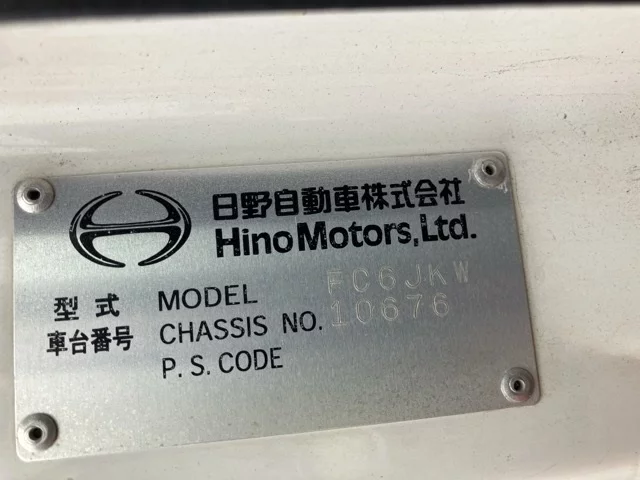 日野自動車株式会社
Hino Motors, Ltd.
型式 MODEL FC6JKW
車台番号 CHASSIS NO. 10676
P.S. CODE